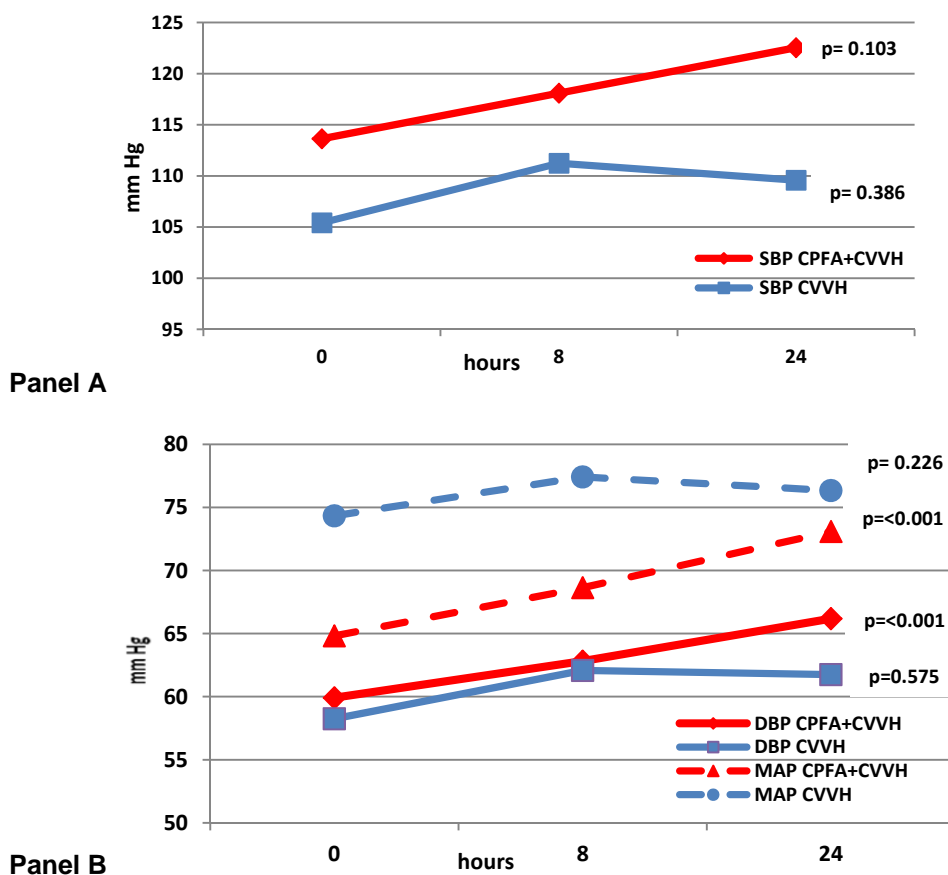 125
120
115
110
105
100
95
mm Hg
p= 0.103
p= 0.386
SBP CPFA+CVVH
SBP CVVH
0 8 24
hours
Panel A
80
75
70
65
60
55
50
mm Hg
p= 0.226
p=<0.001
p=<0.001
p=0.575
DBP CPFA+CVVH
DBP CVVH
MAP CPFA+CVVH
MAP CVVH
0 8 24
hours
Panel B